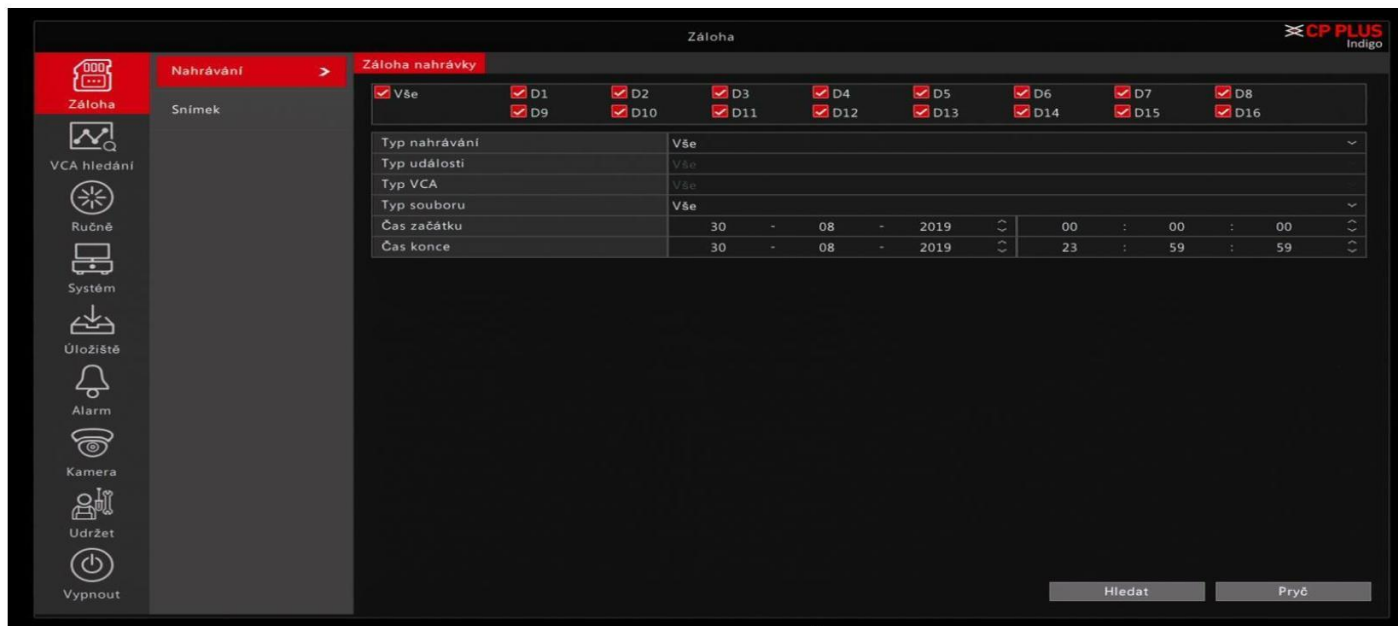 Záloha
CP PLUS
Indigo
Záloha
VCA hledání
Ručně
Systém
Úložiště
Alarm
Kamera
Udržet
Vypnout
Nahrávání >
Snímek
Záloha nahrávky
Vše D1 D2 D3 D4 D5 D6 D7 D8
D9 D10 D11 D12 D13 D14 D15 D16
Typ nahrávání Vše
Typ události Vše
Typ VCA Vše
Typ souboru Vše
Čas začátku 30 - 08 - 2019 00 : 00 : 00
Čas konce 30 - 08 - 2019 23 : 59 : 59
Hledat Pryč